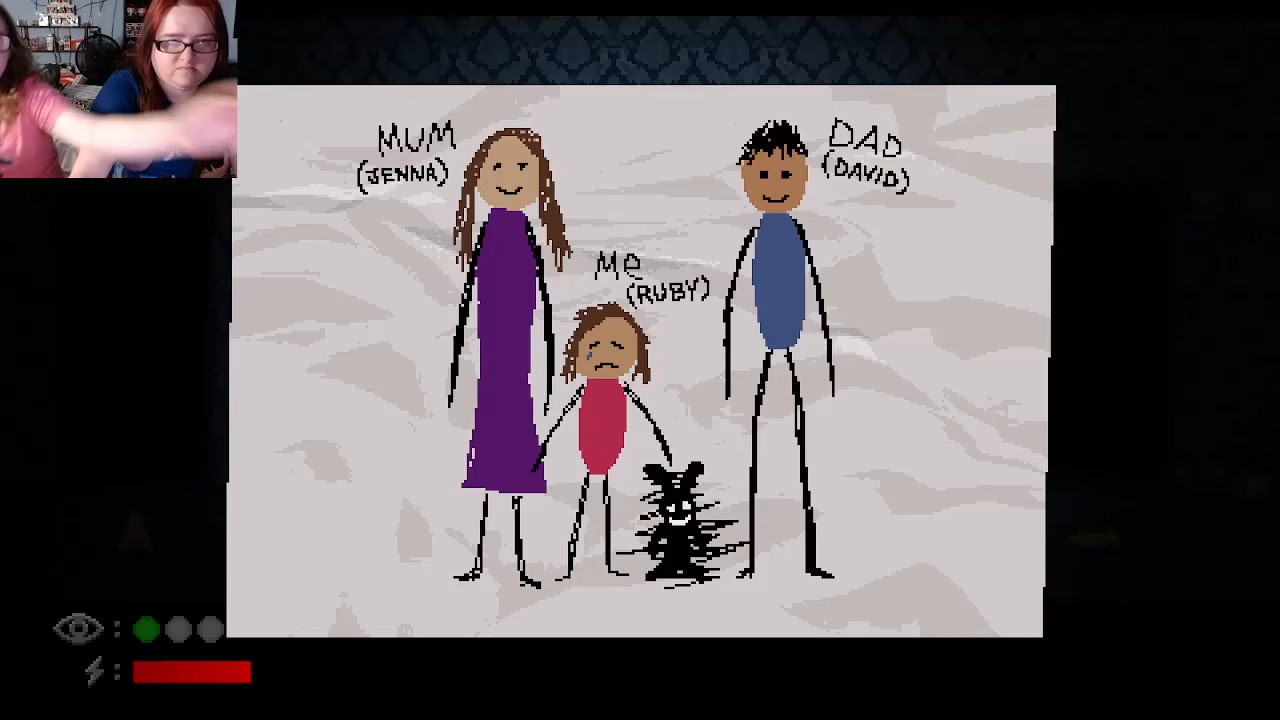 MUM
(JENNA)
DAD
(DAVID)
Me
(RUBY)